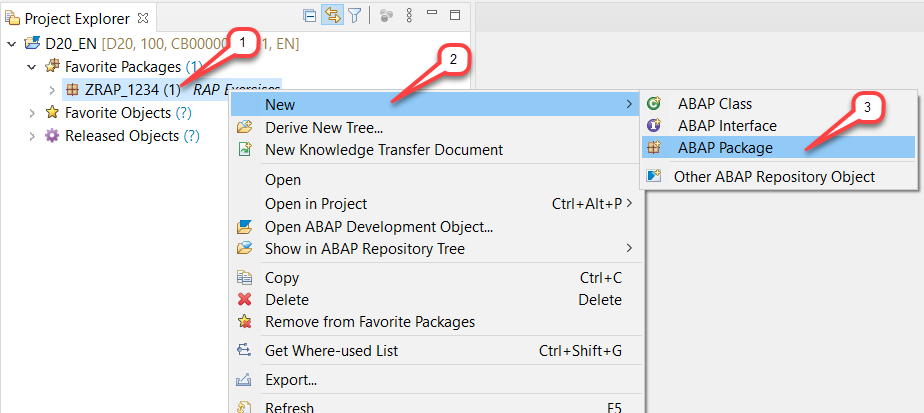 Project Explorer
D20_EN [D20, 100, CB00000 1, EN]
1
Favorite Packages (1)
2
ZRAP_1234 (1) RAP Exercises
New
ABAP Class
3
Favorite Objects (?)
Derive New Tree...
ABAP Interface
Released Objects (?)
New Knowledge Transfer Document
ABAP Package
Open
Other ABAP Repository Object
Open in Project Ctrl+Alt+P
Open ABAP Development Object...
Show in ABAP Repository Tree
Copy Ctrl+C
Delete Delete
Remove from Favorite Packages
Get Where-used List Ctrl+Shift+G
Export...
Refresh F5